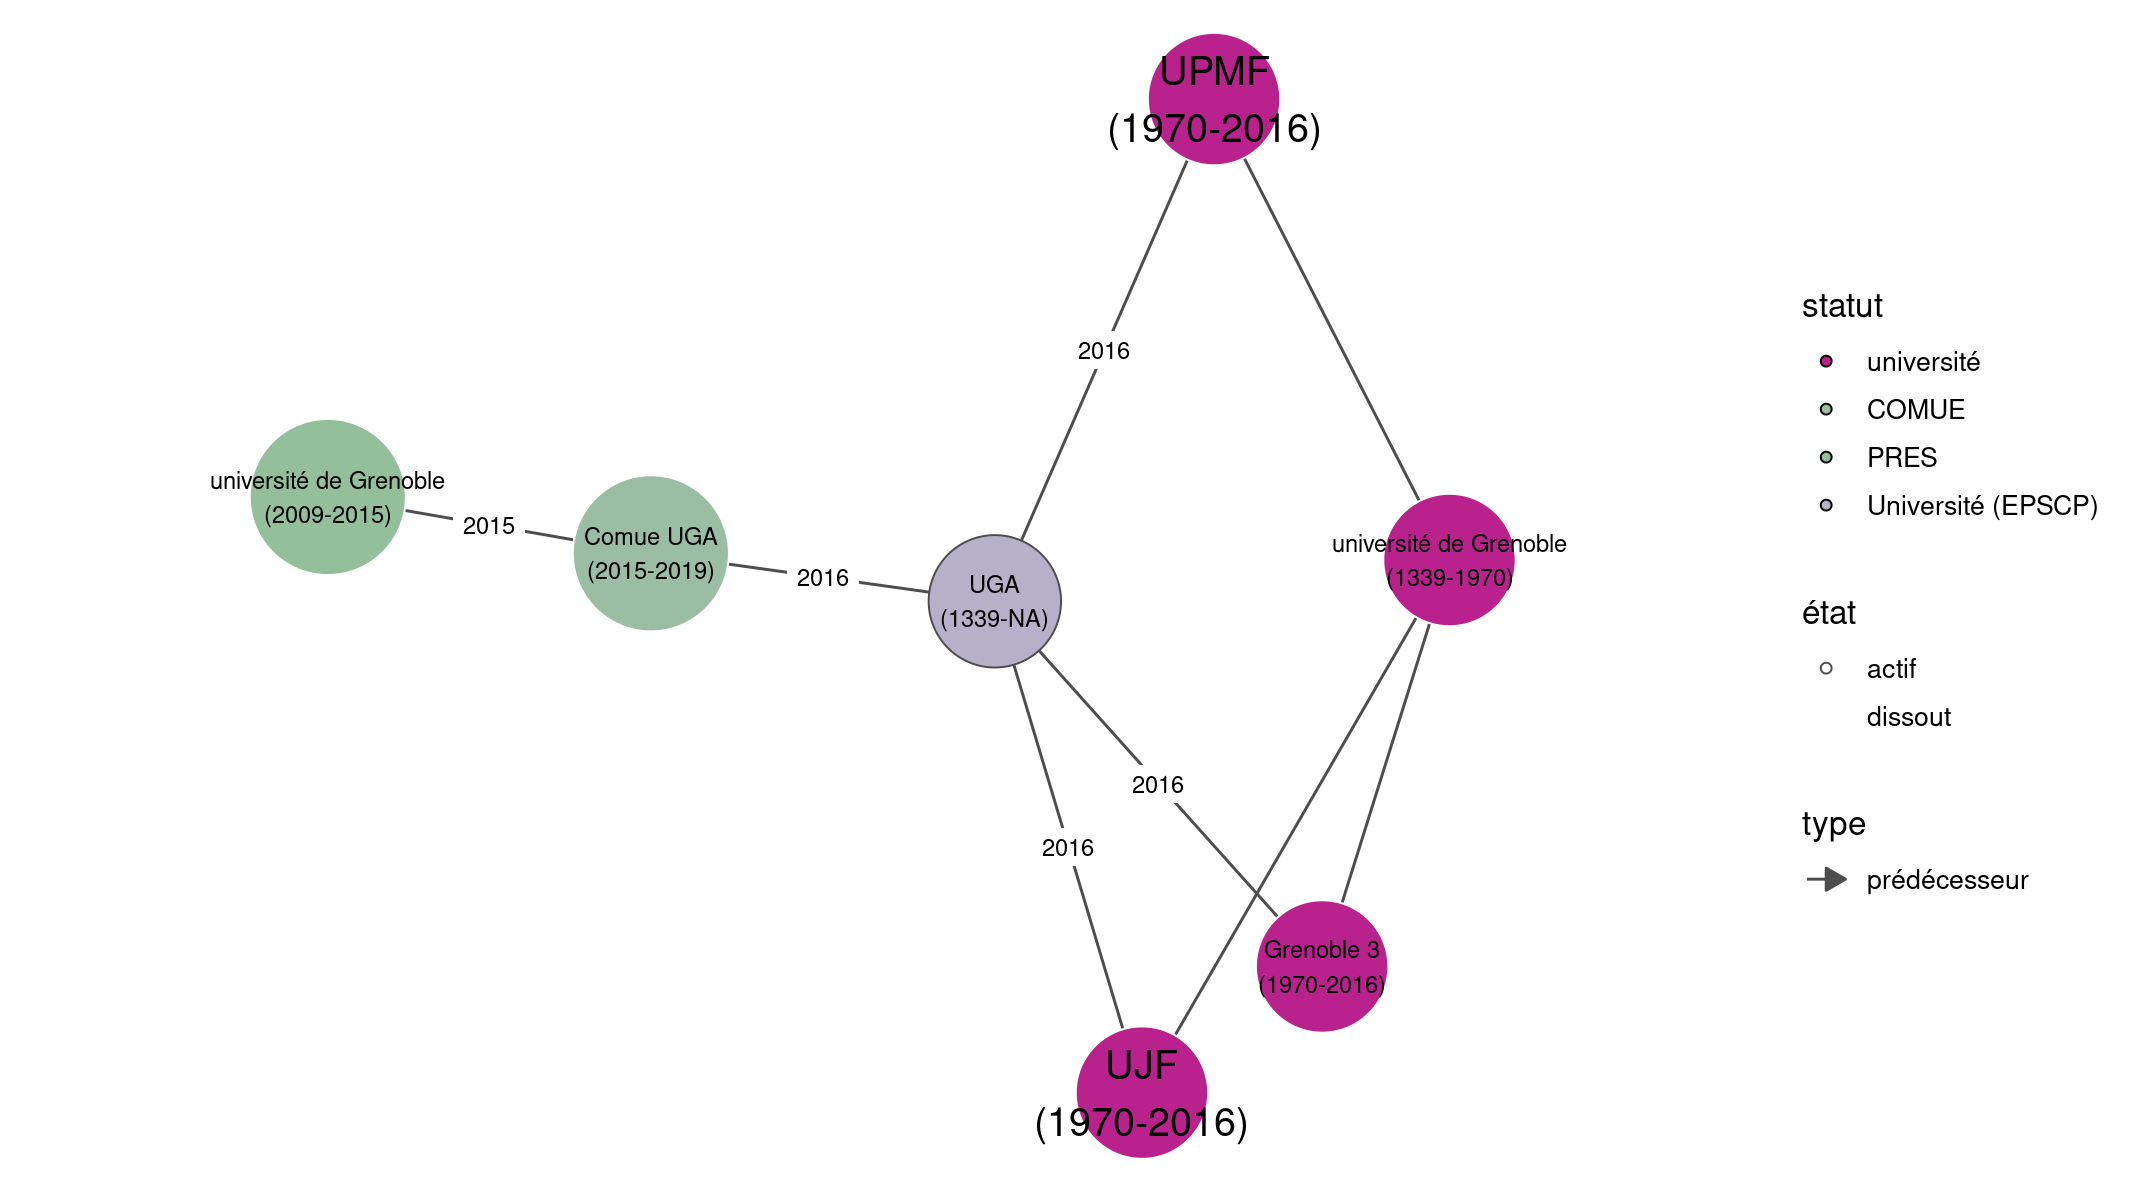 UPMF
(1970-2016)
2016
université de Grenoble
(2009-2015)
2015
Comue UGA
(2015-2019)
2016
UGA
(1339-NA)
université de Grenoble
(1339-1970)
2016
2016
Grenoble 3
(1970-2016)
UJF
(1970-2016)
statut
université
COMUE
PRES
Université (EPSCP)
état
actif
dissout
type
prédécesseur